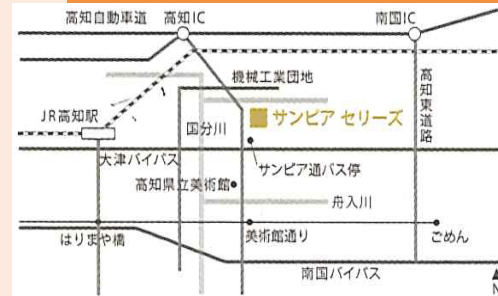 高知自動車道
高知IC
南国IC
機械工業団地
高知東道路
JR高知駅
国分川
サンピア セリーズ
大津バイパス
サンピア通バス停
高知県立美術館
舟入川
はりまや橋
美術館通り
ごめん
南国バイパス
N